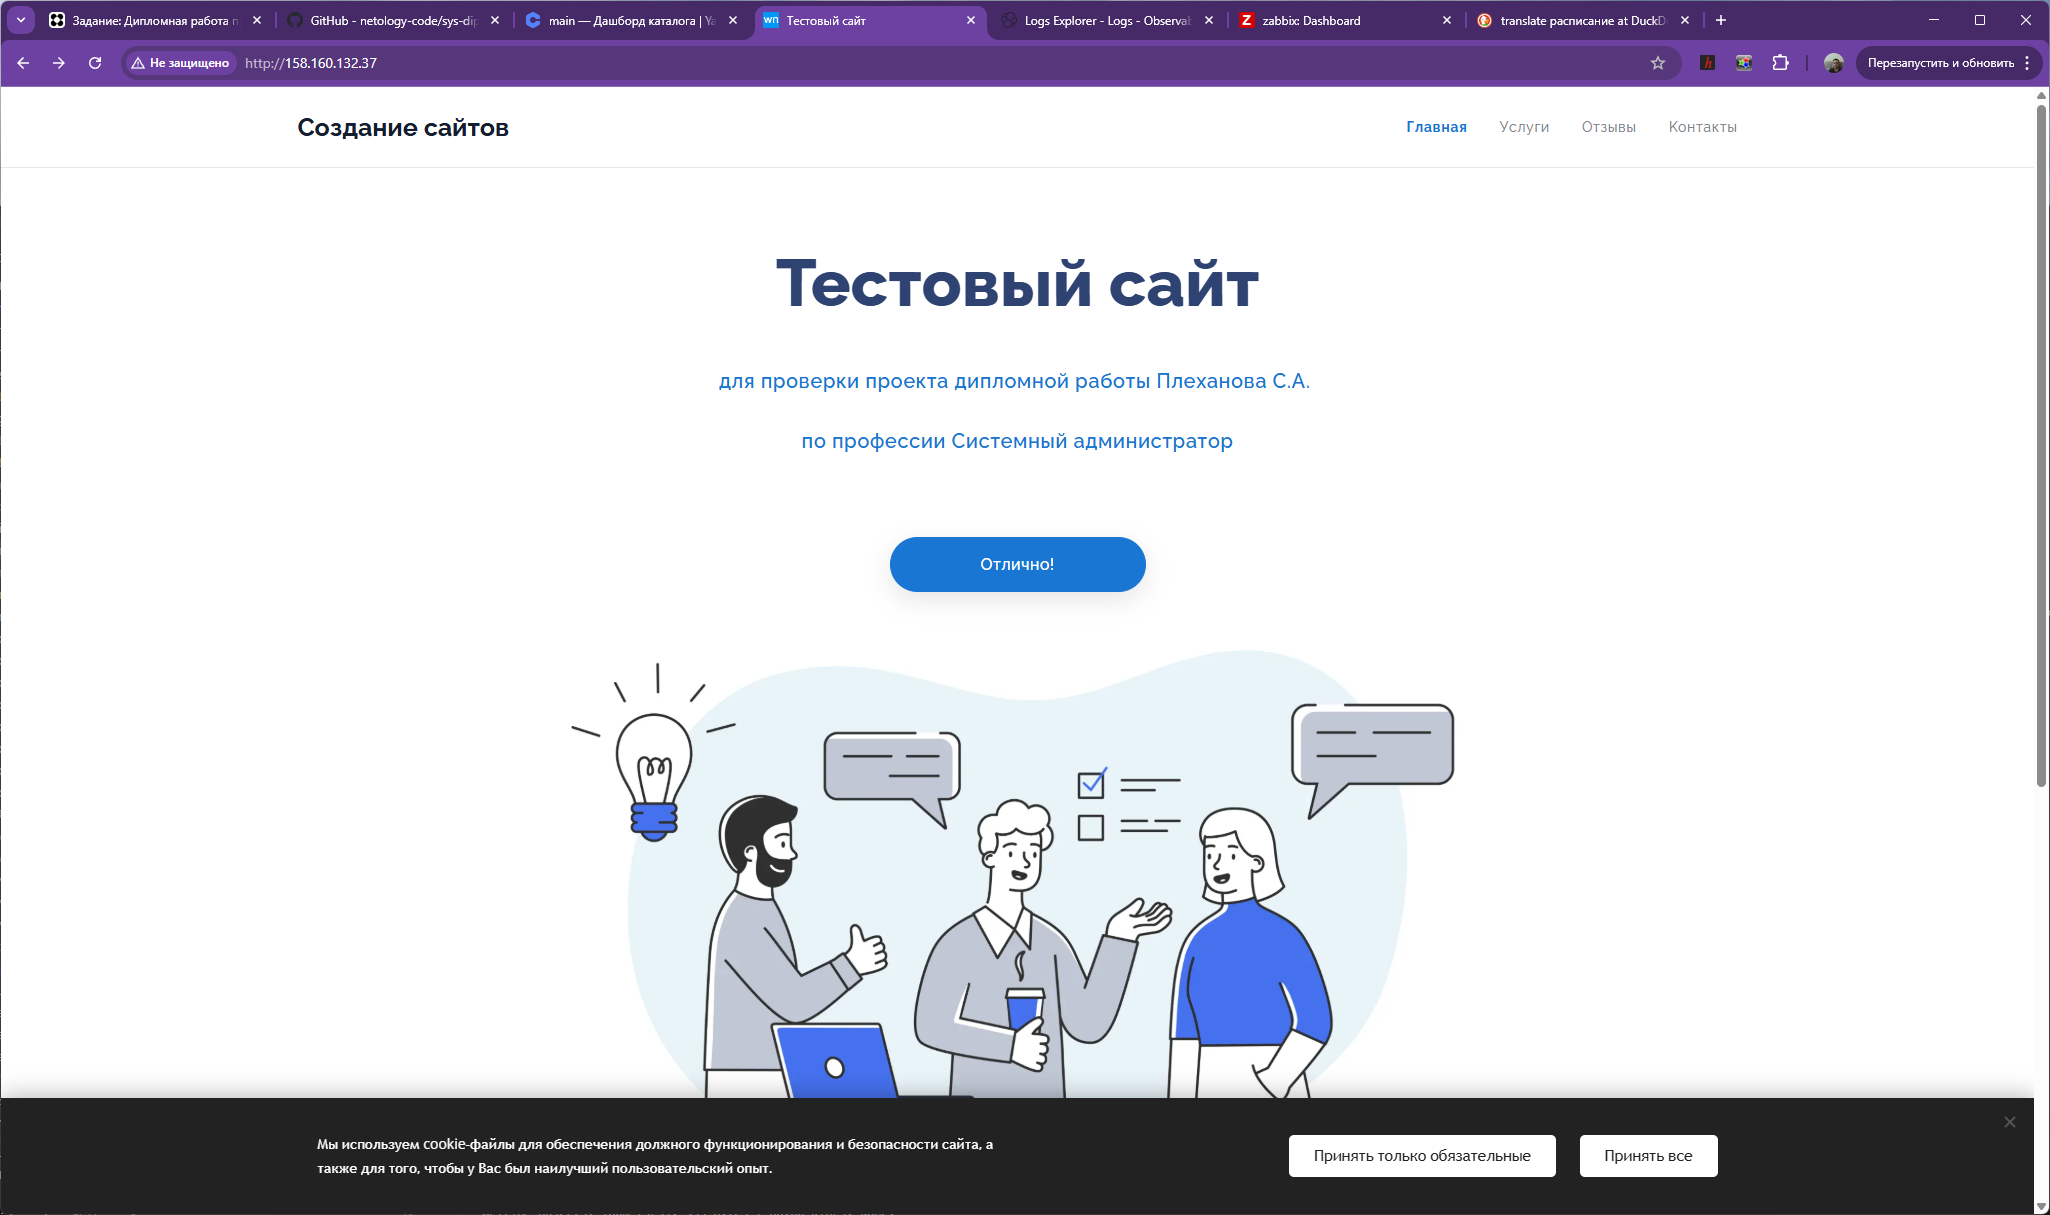 Задание: Дипломная работа п
GitHub - netology-code/sys-dip
main — Дашборд каталога | Ya
Тестовый сайт
Logs Explorer - Logs - Observab
zabbix: Dashboard
translate расписание at DuckD
Не защищено
http://158.160.132.37
Перезапустить и обновить
Создание сайтов
Главная
Услуги
Отзывы
Контакты
Тестовый сайт
для проверки проекта дипломной работы Плеханова С.А.
по профессии Системный администратор
Отлично!
Мы используем cookie-файлы для обеспечения должного функционирования и безопасности сайта, а
также для того, чтобы у Вас был наилучший пользовательский опыт.
Принять только обязательные
Принять все